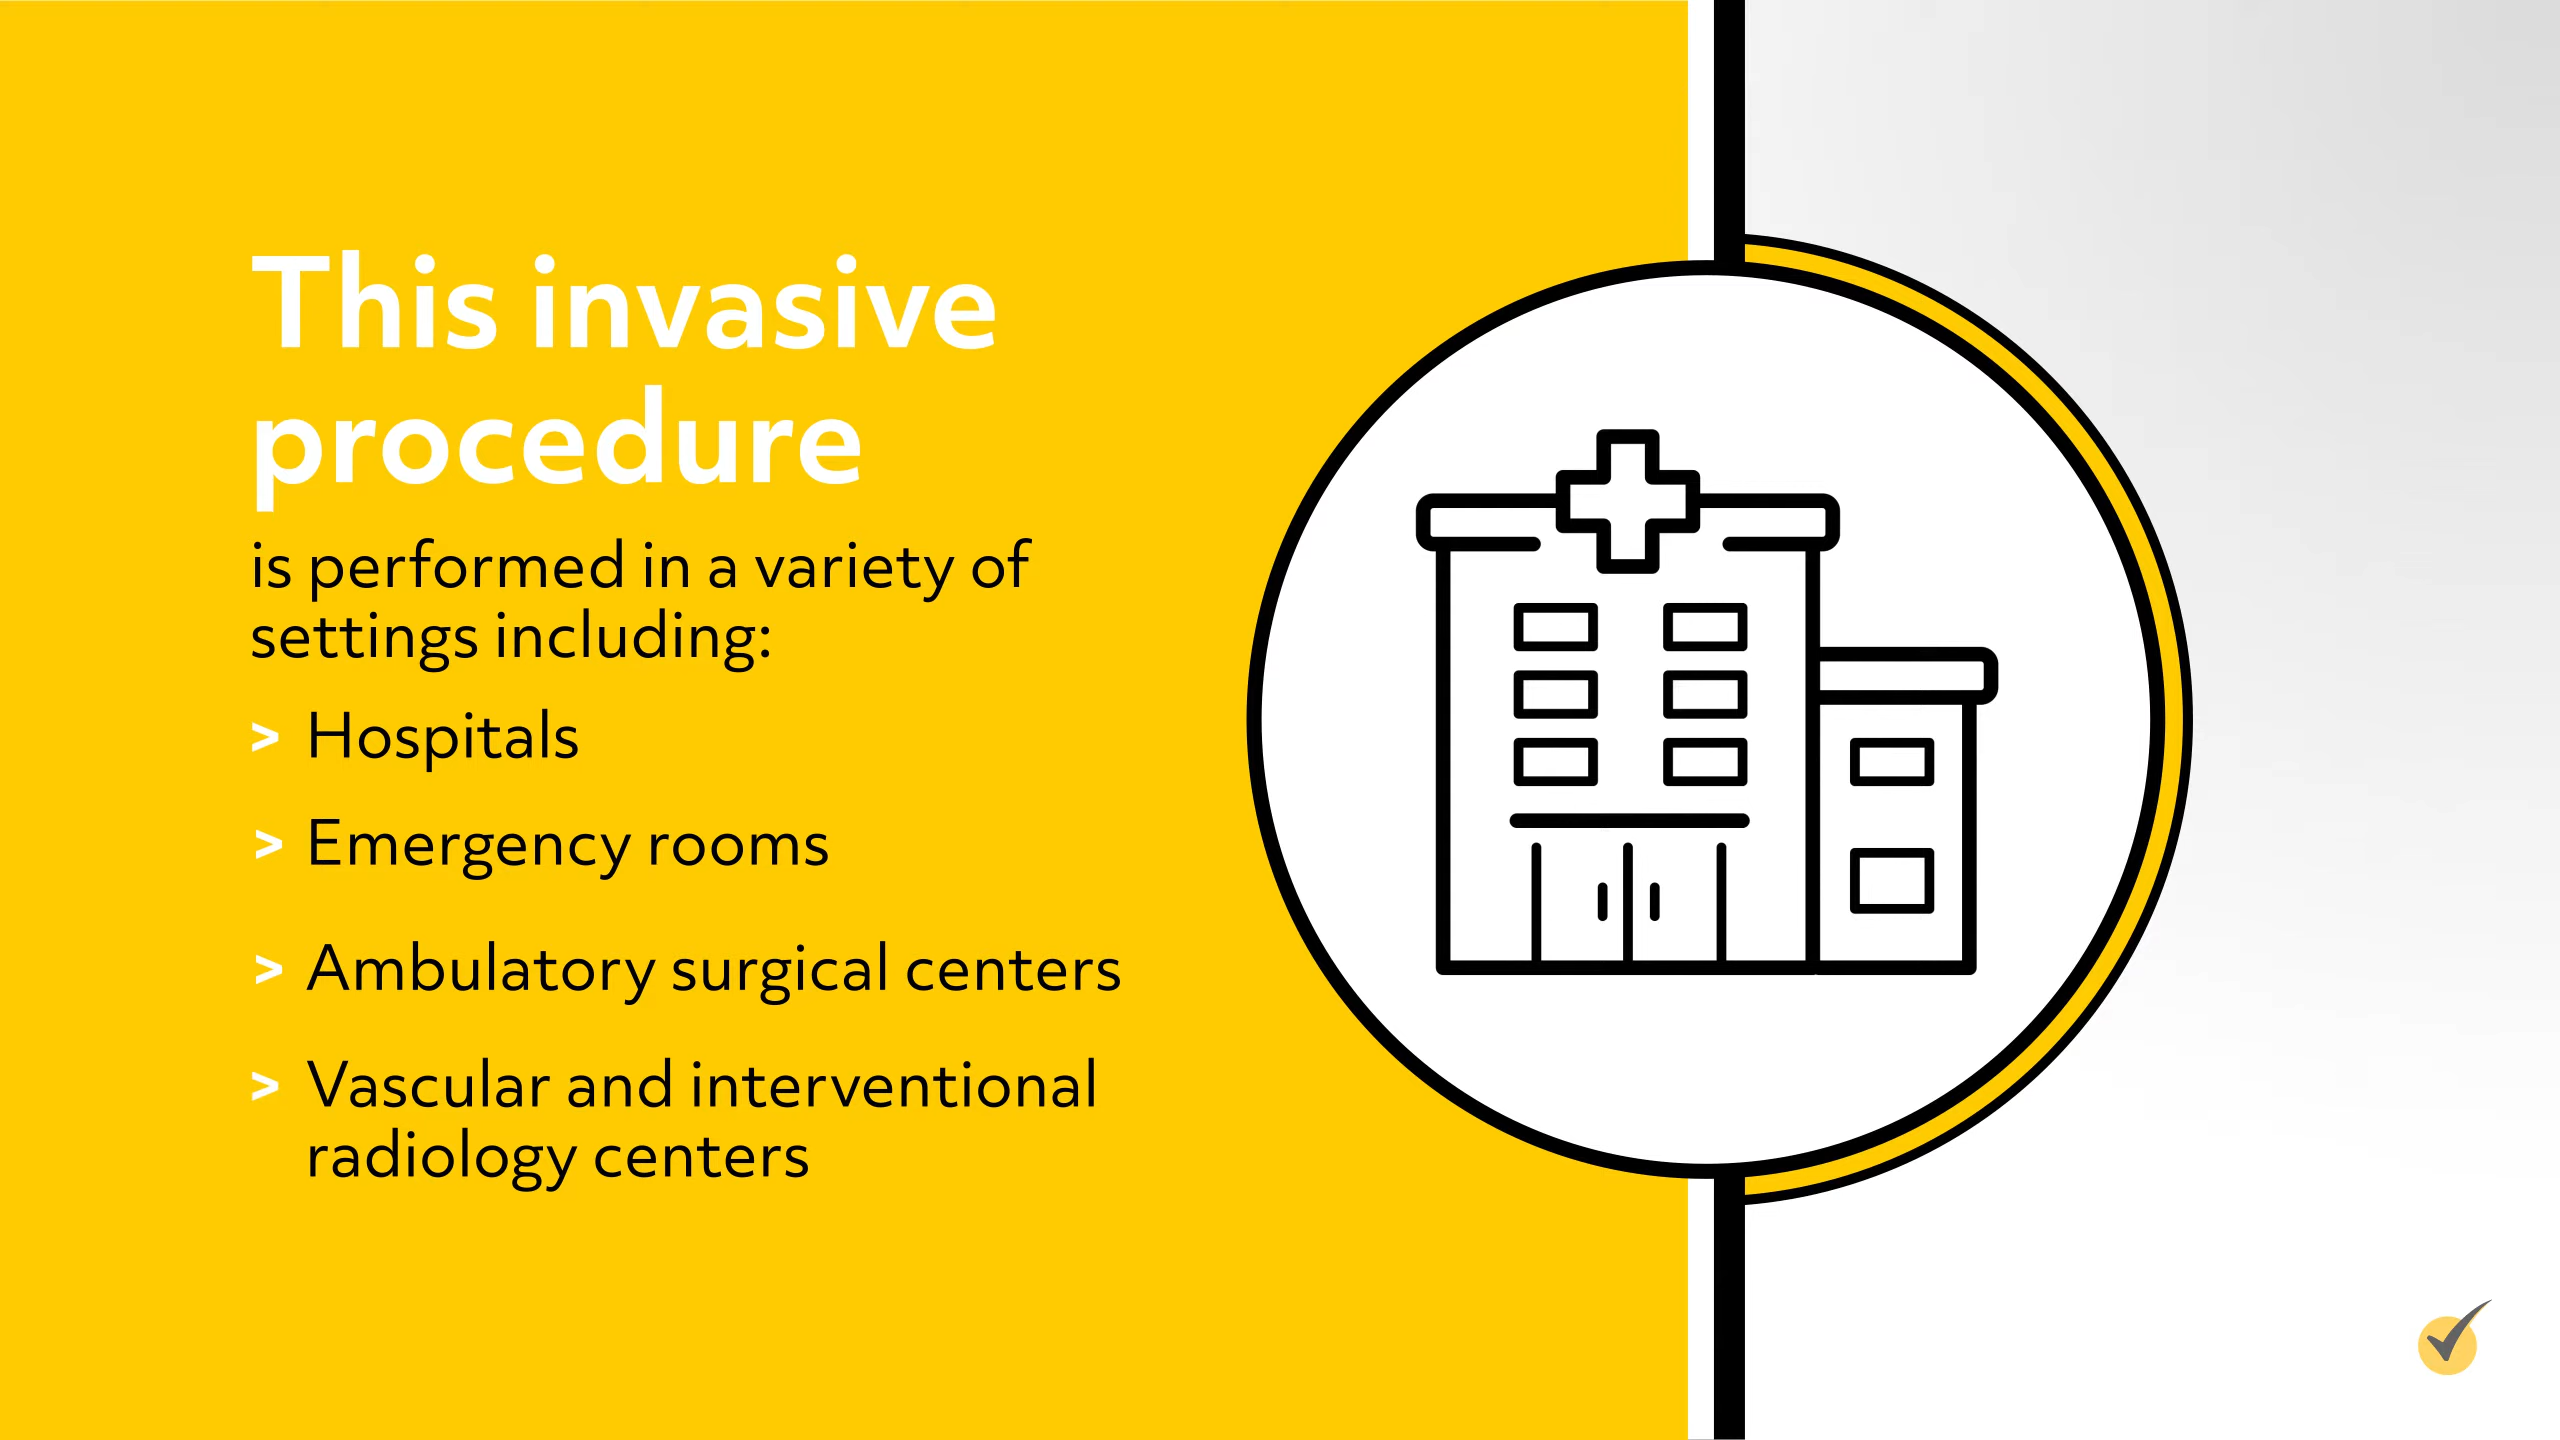 This invasive
procedure
is performed in a variety of
settings including:
> Hospitals
> Emergency rooms
> Ambulatory surgical centers
> Vascular and interventional
radiology centers